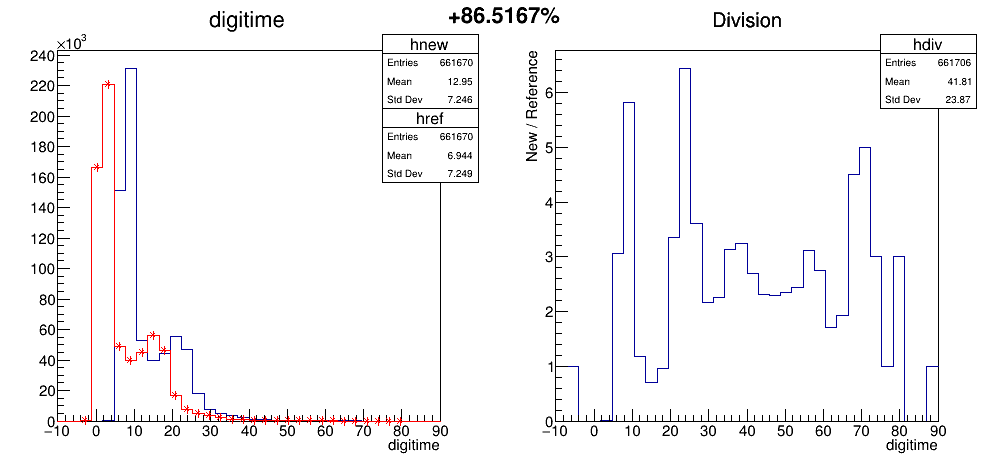 digitime
+86.5167%
Division
×10³
hnew
Entries 661670
Mean 12.95
Std Dev 7.246
href
Entries 661670
Mean 6.944
Std Dev 7.249
240
220
200
180
160
140
120
100
80
60
40
20
0
−10 0 10 20 30 40 50 60 70 80 90
digitime
hdiv
Entries 661706
Mean 41.81
Std Dev 23.87
New / Reference
6
5
4
3
2
1
0
−10 0 10 20 30 40 50 60 70 80 90
digitime